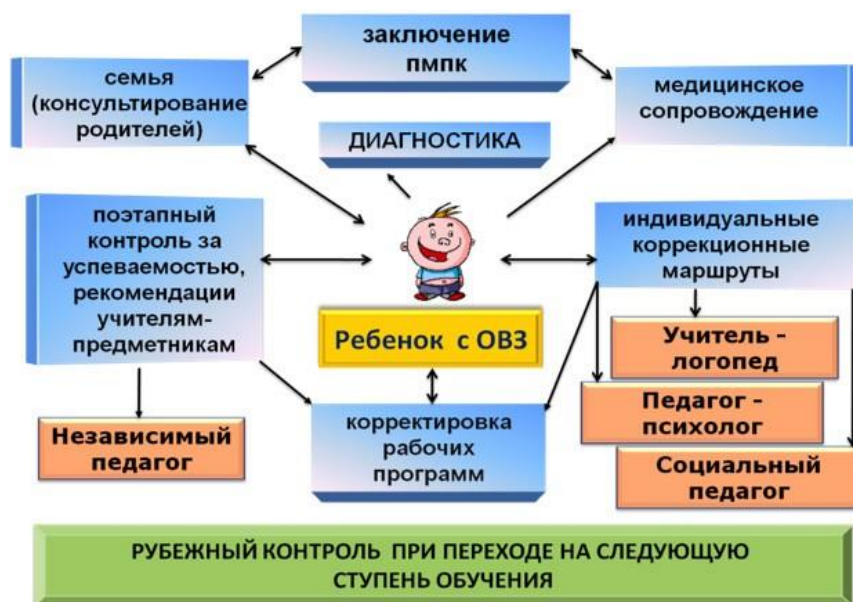 заключение
пмпк
семья
(консультирование
родителей)
медицинское
сопровождение
ДИАГНОСТИКА
поэтапный
контроль за
успеваемостью,
рекомендации
учителям-
предметникам
индивидуальные
коррекционные
маршруты
Ребенок с ОВЗ
Учитель -
логопед
Педагог -
психолог
Социальный
педагог
Независимый
педагог
корректировка
рабочих
программ
РУБЕЖНЫЙ КОНТРОЛЬ ПРИ ПЕРЕХОДЕ НА СЛЕДУЮЩУЮ
СТУПЕНЬ ОБУЧЕНИЯ